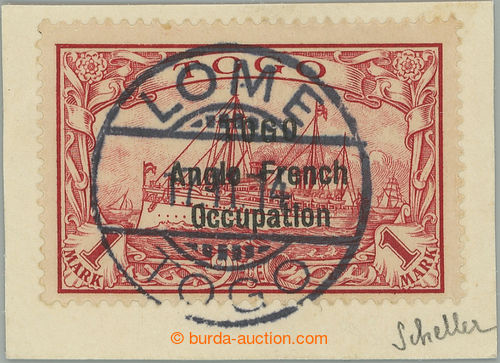 TOGO
LOME
TOGO
Anglo-French
Occupation
1 MARK
1 MARK
TOGO
Scheller
© burda-auction.com